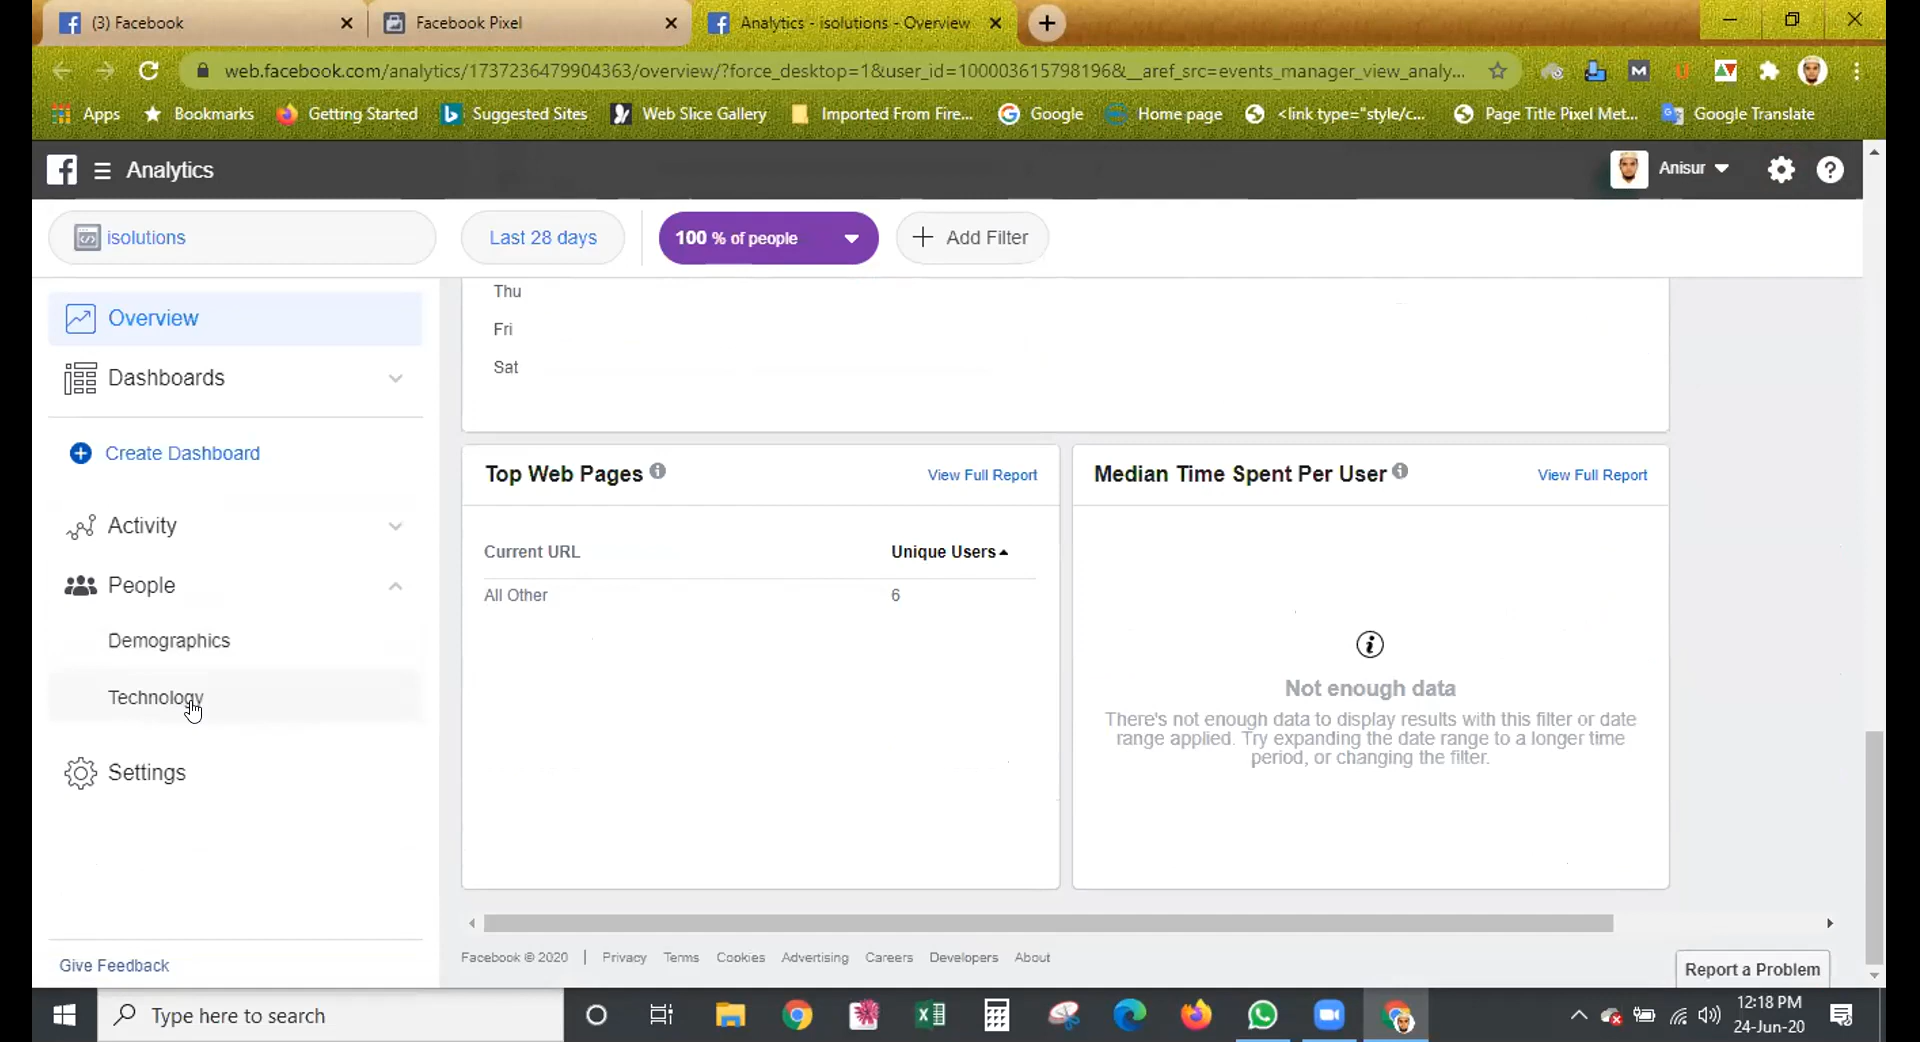 (3) Facebook
Facebook Pixel
Analytics - isolutions - Overview
web.facebook.com/analytics/1737236479904363/overview/?force_desktop=1&user_id=100003615798196&__aref_src=events_manager_view_analy...
Apps
Bookmarks
Getting Started
Suggested Sites
Web Slice Gallery
Imported From Fire...
Google
Home page
<link type="style/c...
Page Title Pixel Met...
Google Translate
Analytics
Anisur
isolutions
Last 28 days
100 % of people
+ Add Filter
Overview
Dashboards
Create Dashboard
Activity
People
Demographics
Technology
Settings
Give Feedback
Thu
Fri
Sat
Top Web Pages
View Full Report
Current URL Unique Users
All Other 6
Median Time Spent Per User
View Full Report
Not enough data
There's not enough data to display results with this filter or date
range applied. Try expanding the date range to a longer time
period, or changing the filter.
Facebook © 2020 | Privacy Terms Cookies Advertising Careers Developers About
Report a Problem
Type here to search
12:18 PM
24-Jun-20